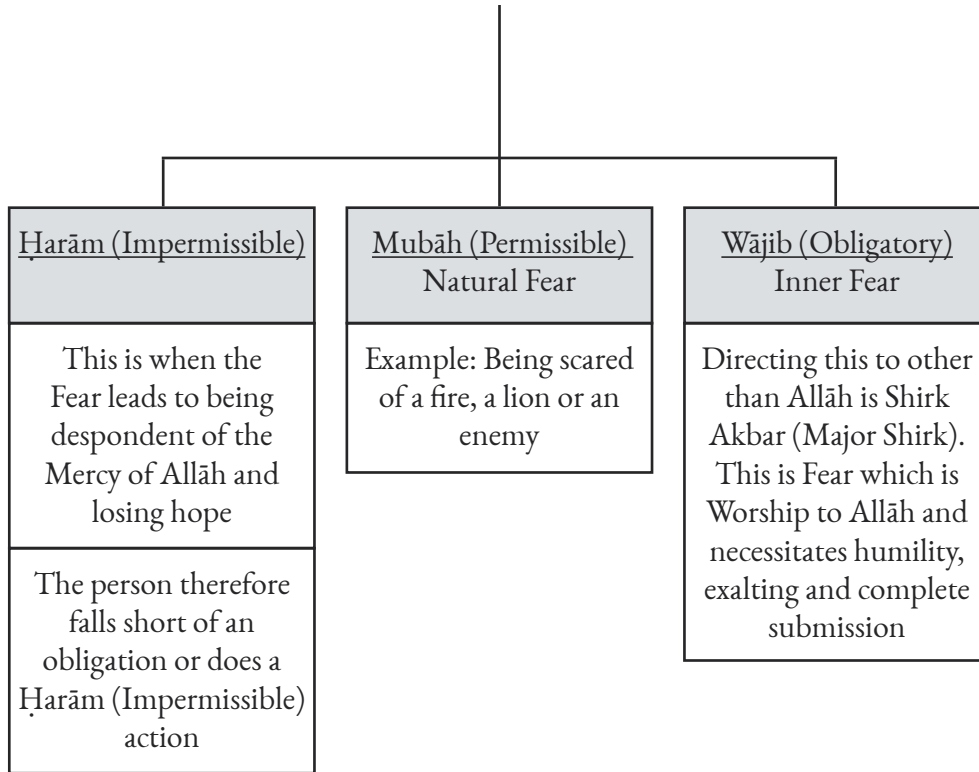 Ḥarām (Impermissible)
This is when the
Fear leads to being
despondent of the
Mercy of Allāh and
losing hope
The person therefore
falls short of an
obligation or does a
Ḥarām (Impermissible)
action
Mubāh (Permissible)
Natural Fear
Example: Being scared
of a fire, a lion or an
enemy
Wājib (Obligatory)
Inner Fear
Directing this to other
than Allāh is Shirk
Akbar (Major Shirk).
This is Fear which is
Worship to Allāh and
necessitates humility,
exalting and complete
submission